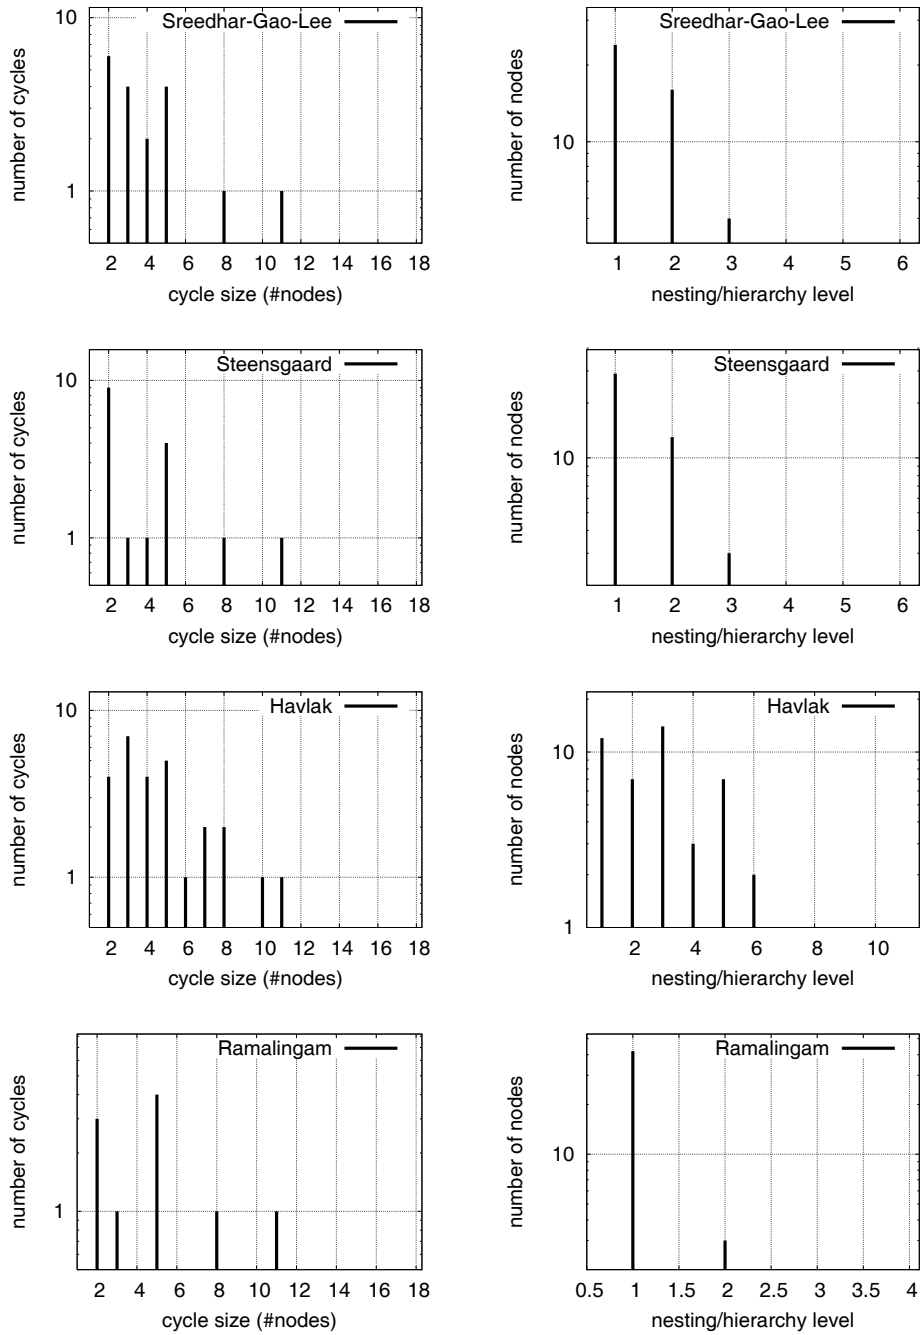 Sreedhar-Gao-Lee
number of cycles
10
1
2 4 6 8 10 12 14 16 18
cycle size (#nodes)
Sreedhar-Gao-Lee
number of nodes
10
1 2 3 4 5 6
nesting/hierarchy level
Steensgaard
number of cycles
10
1
2 4 6 8 10 12 14 16 18
cycle size (#nodes)
Steensgaard
number of nodes
10
1 2 3 4 5 6
nesting/hierarchy level
Havlak
number of cycles
10
1
2 4 6 8 10 12 14 16 18
cycle size (#nodes)
Havlak
number of nodes
10
1
2 4 6 8 10
nesting/hierarchy level
Ramalingam
number of cycles
1
2 4 6 8 10 12 14 16 18
cycle size (#nodes)
Ramalingam
number of nodes
10
0.5 1 1.5 2 2.5 3 3.5 4
nesting/hierarchy level